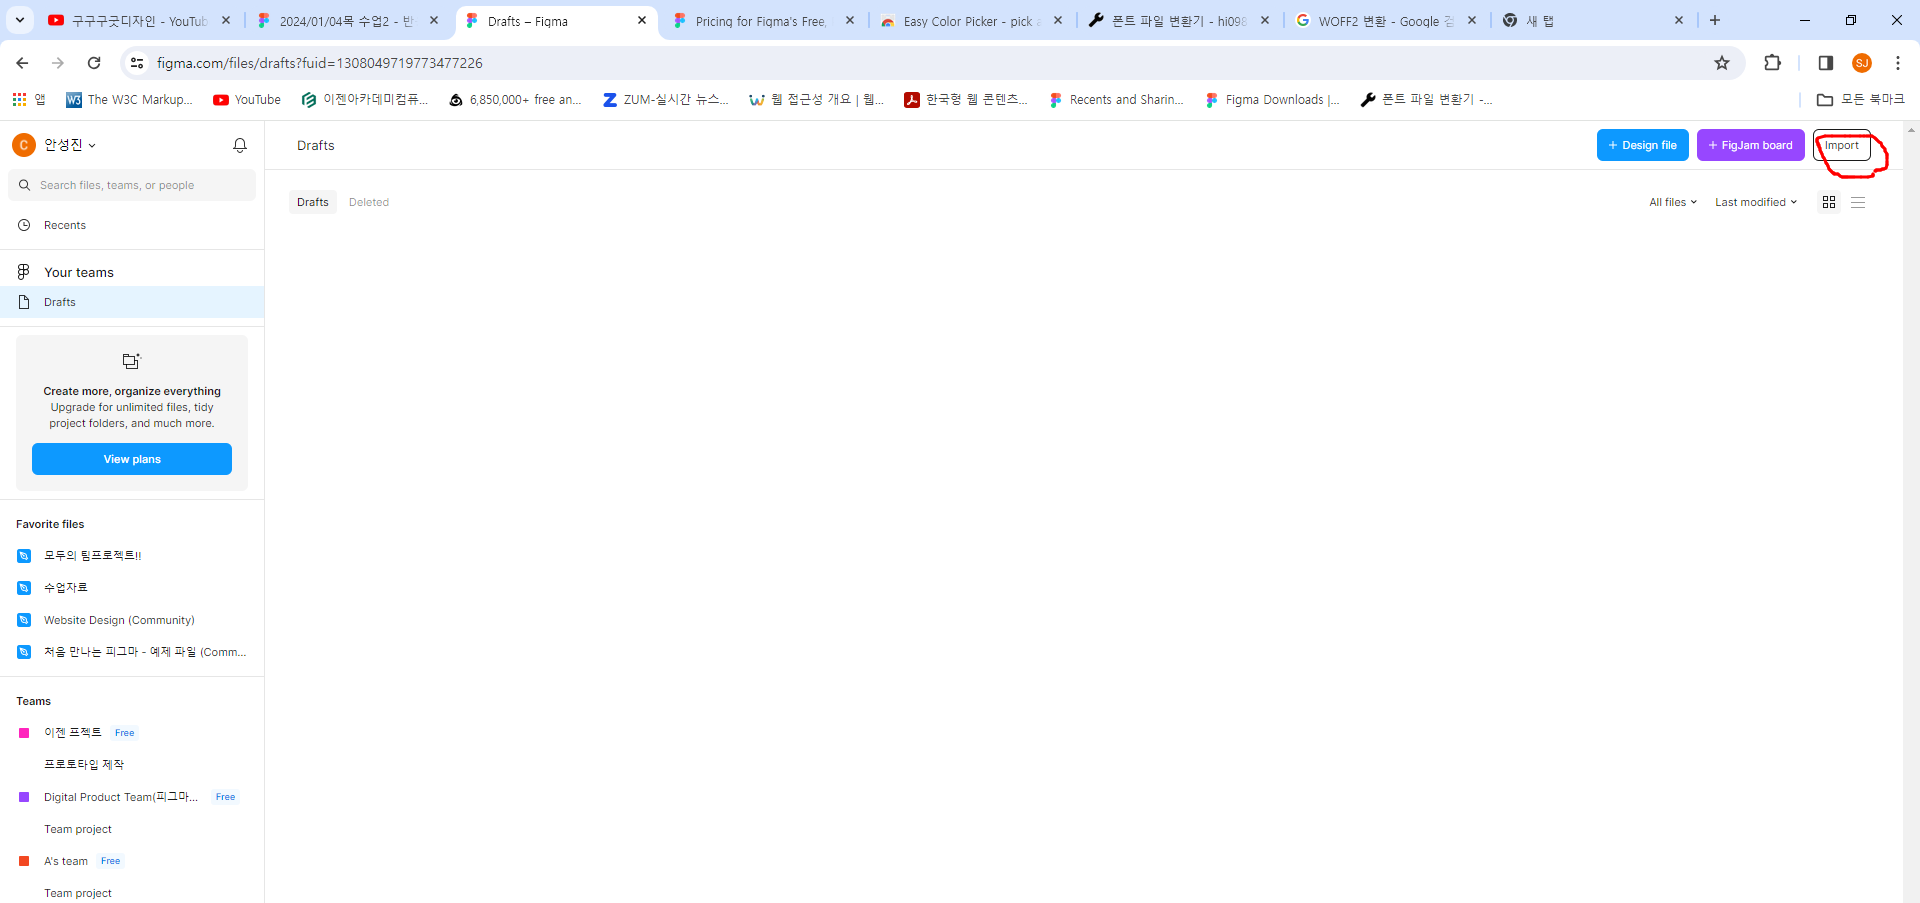 구구구굿디자인 - YouTub
2024/01/04목 수업2 - 반
Drafts – Figma
Pricing for Figma's Free,
Easy Color Picker - pick a
폰트 파일 변환기 - hi098
WOFF2 변환 - Google 검
새 탭
figma.com/files/drafts?fuid=1308049719773477226
SJ
앱
W3 The W3C Markup...
YouTube
이젠아카데미컴퓨...
6,850,000+ free an...
ZUM-실시간 뉴스...
웹 접근성 개요 | 웹...
한국형 웹 콘텐츠...
Recents and Sharin...
Figma Downloads |...
폰트 파일 변환기 -...
모든 북마크
C 안성진
Drafts
+ Design file
+ FigJam board
Import
Search files, teams, or people
Drafts
Deleted
All files
Last modified
Recents
Your teams
Drafts
Create more, organize everything
Upgrade for unlimited files, tidy
project folders, and much more.
View plans
Favorite files
모두의 팀프로젝트!!
수업자료
Website Design (Community)
처음 만나는 피그마 - 예제 파일 (Comm...
Teams
이젠 프젝트 Free
프로토타입 제작
Digital Product Team(피그마... Free
Team project
A's team Free
Team project